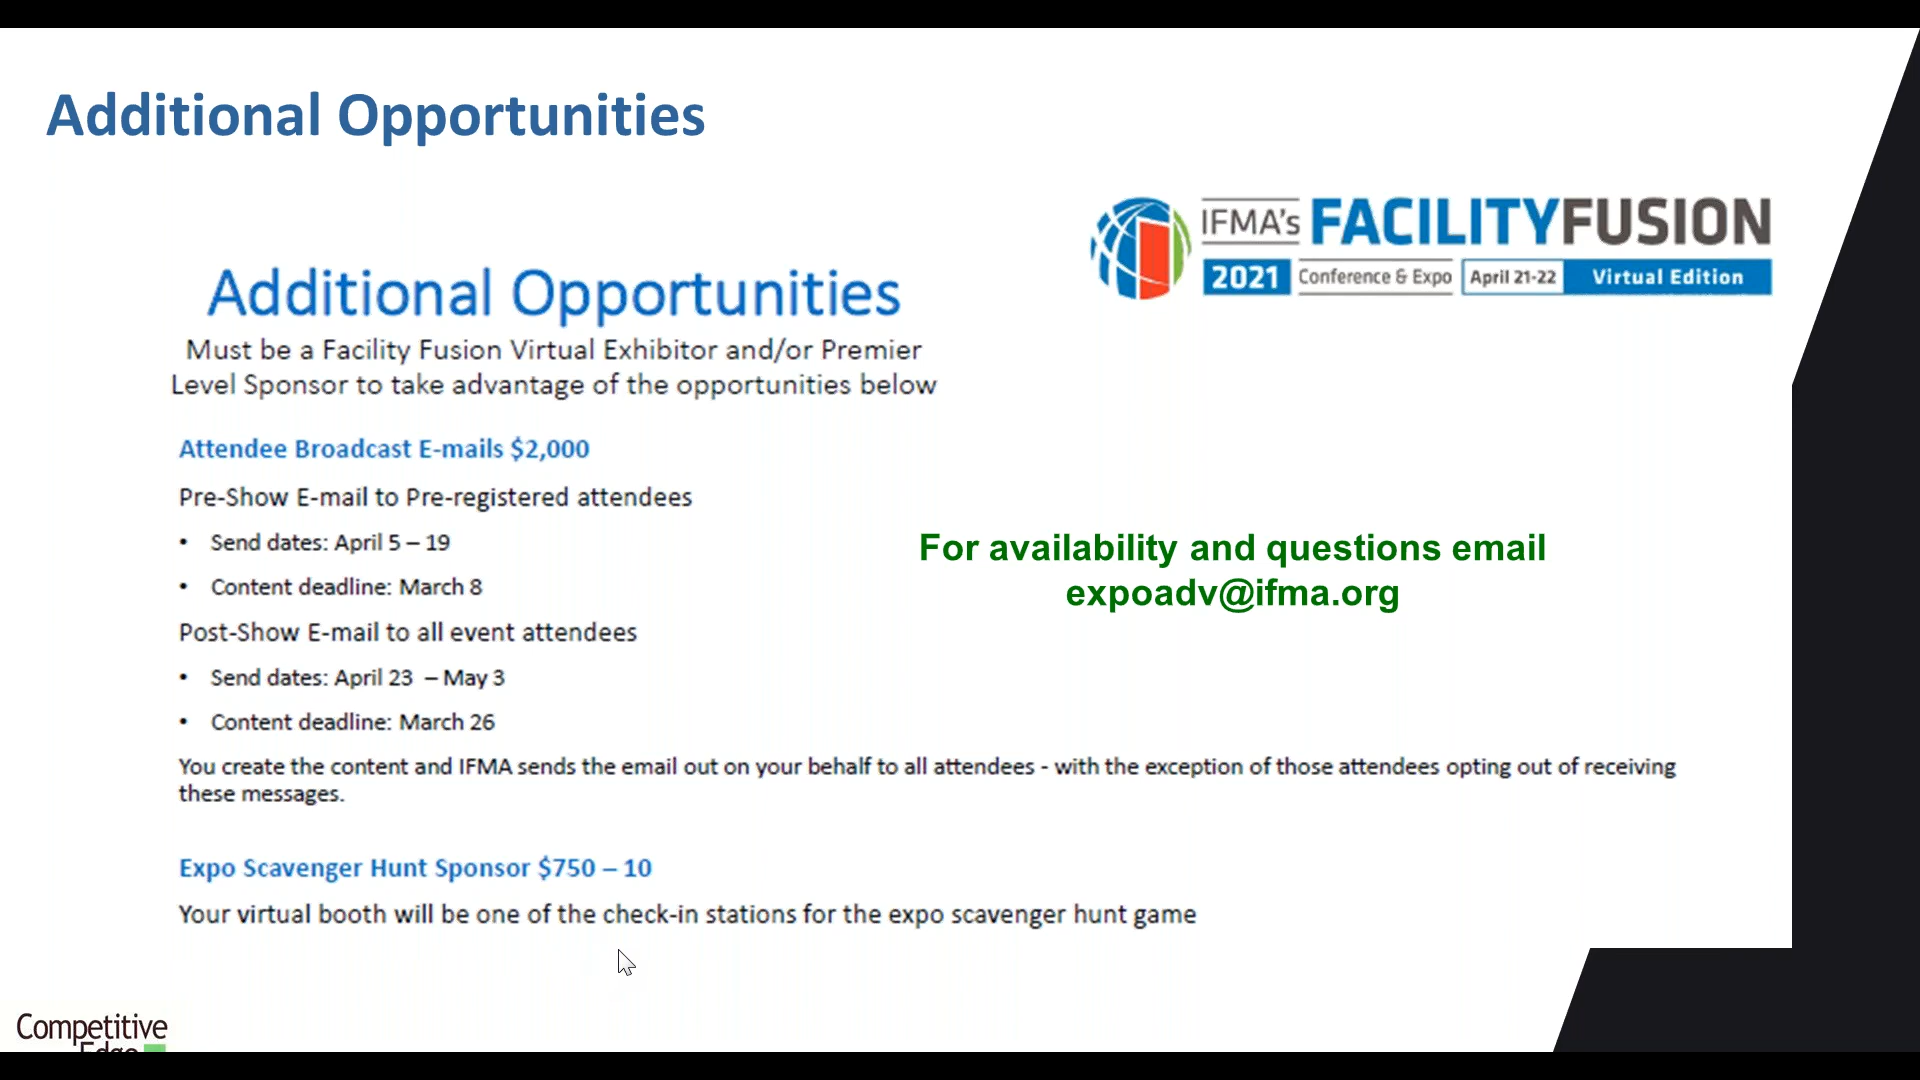 Additional Opportunities
IFMA's FACILITYFUSION
2021 Conference & Expo April 21-22 Virtual Edition
Additional Opportunities
Must be a Facility Fusion Virtual Exhibitor and/or Premier
Level Sponsor to take advantage of the opportunities below
Attendee Broadcast E-mails $2,000
Pre-Show E-mail to Pre-registered attendees
• Send dates: April 5 – 19
• Content deadline: March 8
Post-Show E-mail to all event attendees
• Send dates: April 23 – May 3
• Content deadline: March 26
For availability and questions email
expoadv@ifma.org
You create the content and IFMA sends the email out on your behalf to all attendees - with the exception of those attendees opting out of receiving
these messages.
Expo Scavenger Hunt Sponsor $750 – 10
Your virtual booth will be one of the check-in stations for the expo scavenger hunt game
Competitive
Edge